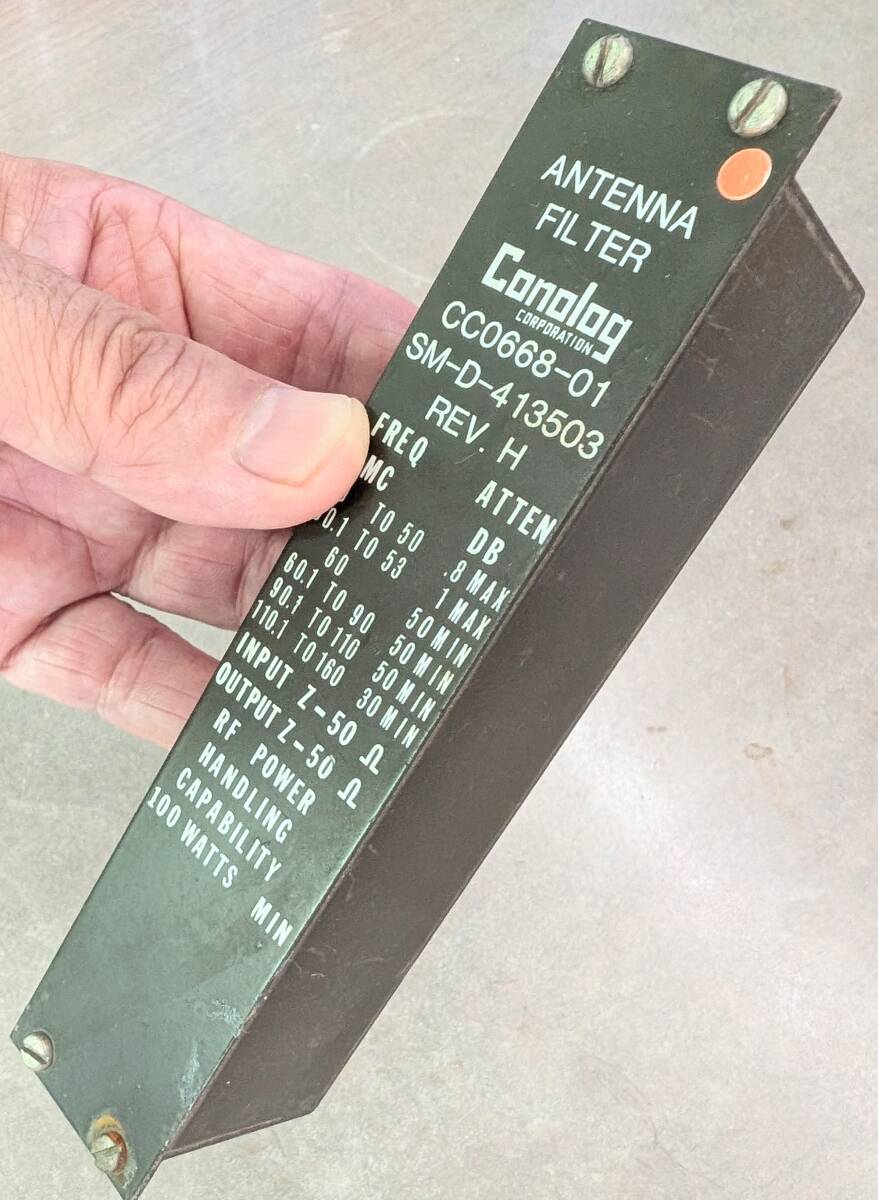 ANTENNA
FILTER
Conolog
CORPORATION
CC0668-01
SM-D-413503
REV. H
FREQ ATTEN
MC DB
TO 50 .8 MAX
0.1 TO 53 1 MAX
60 50 MIN
60.1 TO 90 50 MIN
90.1 TO 110 50 MIN
110.1 TO 160 30 MIN
INPUT Z-50 Ω
OUTPUT Z-50 Ω
RF POWER
HANDLING
CAPABILITY
100 WATTS MIN